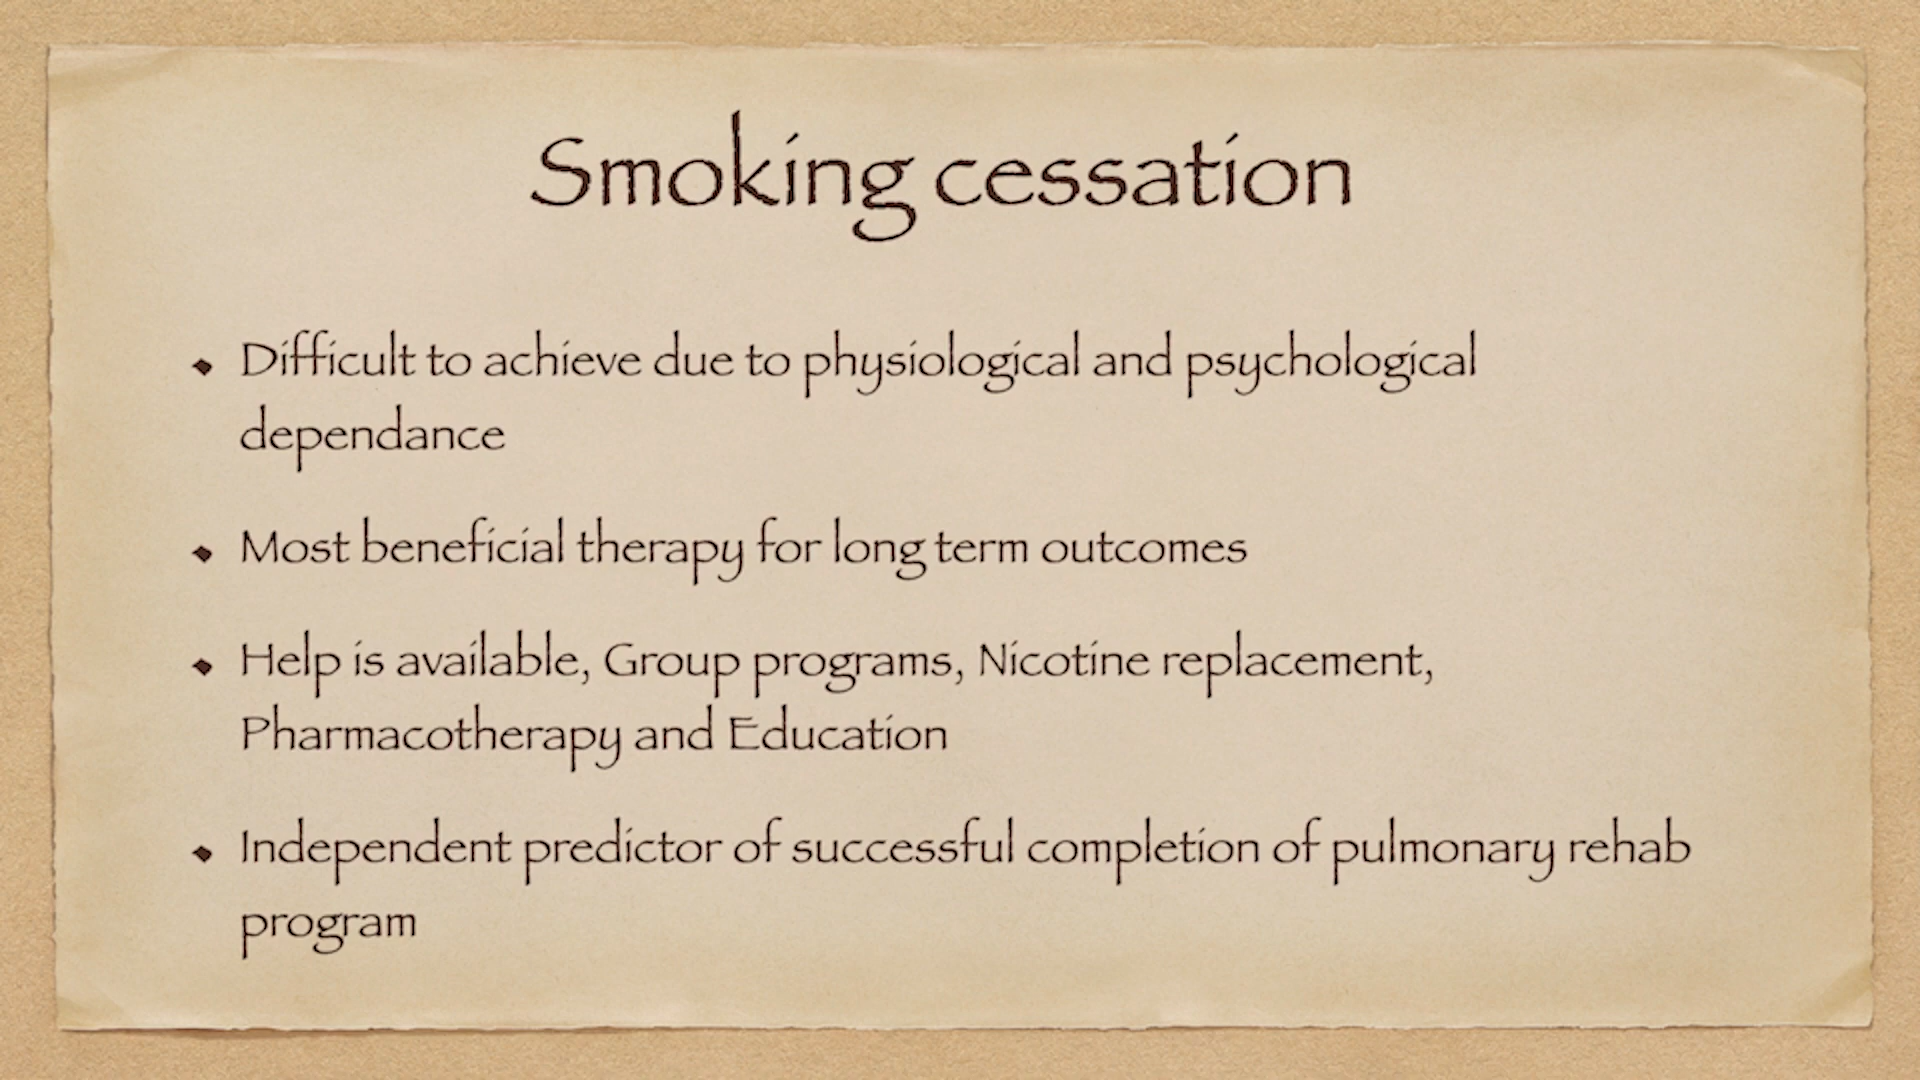 Smoking cessation
Difficult to achieve due to physiological and psychological
dependance
Most beneficial therapy for long term outcomes
Help is available, Group programs, Nicotine replacement,
Pharmacotherapy and Education
Independent predictor of successful completion of pulmonary rehab
program